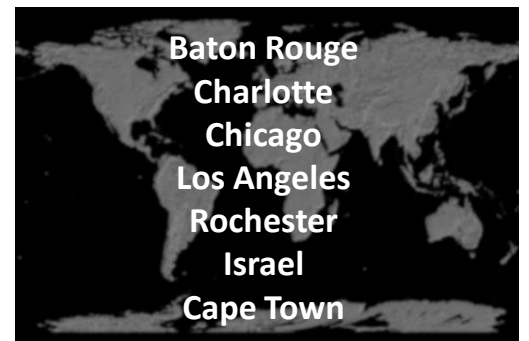 Baton Rouge
Charlotte
Chicago
Los Angeles
Rochester
Israel
Cape Town